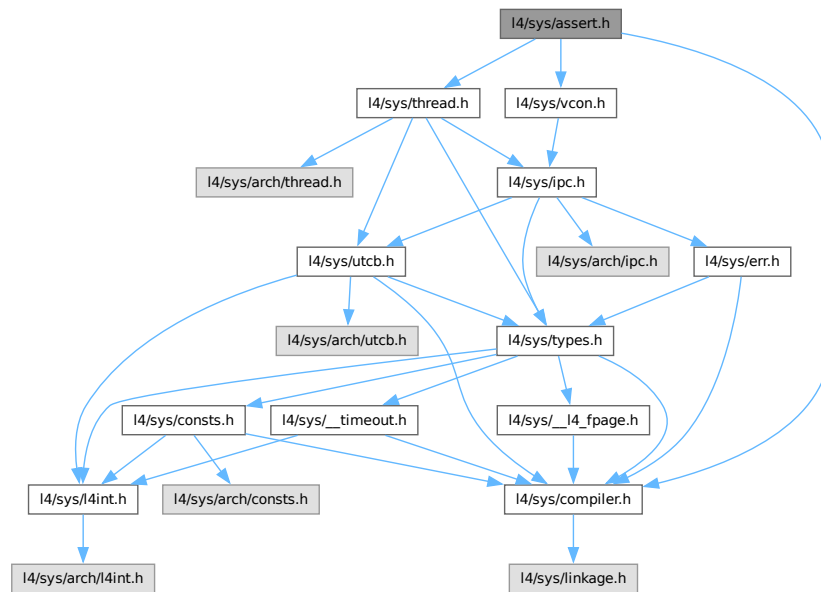 l4/sys/assert.h
l4/sys/thread.h
l4/sys/vcon.h
l4/sys/arch/thread.h
l4/sys/ipc.h
l4/sys/utcb.h
l4/sys/arch/ipc.h
l4/sys/err.h
l4/sys/arch/utcb.h
l4/sys/types.h
l4/sys/consts.h
l4/sys/__timeout.h
l4/sys/__l4_fpage.h
l4/sys/l4int.h
l4/sys/arch/consts.h
l4/sys/compiler.h
l4/sys/arch/l4int.h
l4/sys/linkage.h